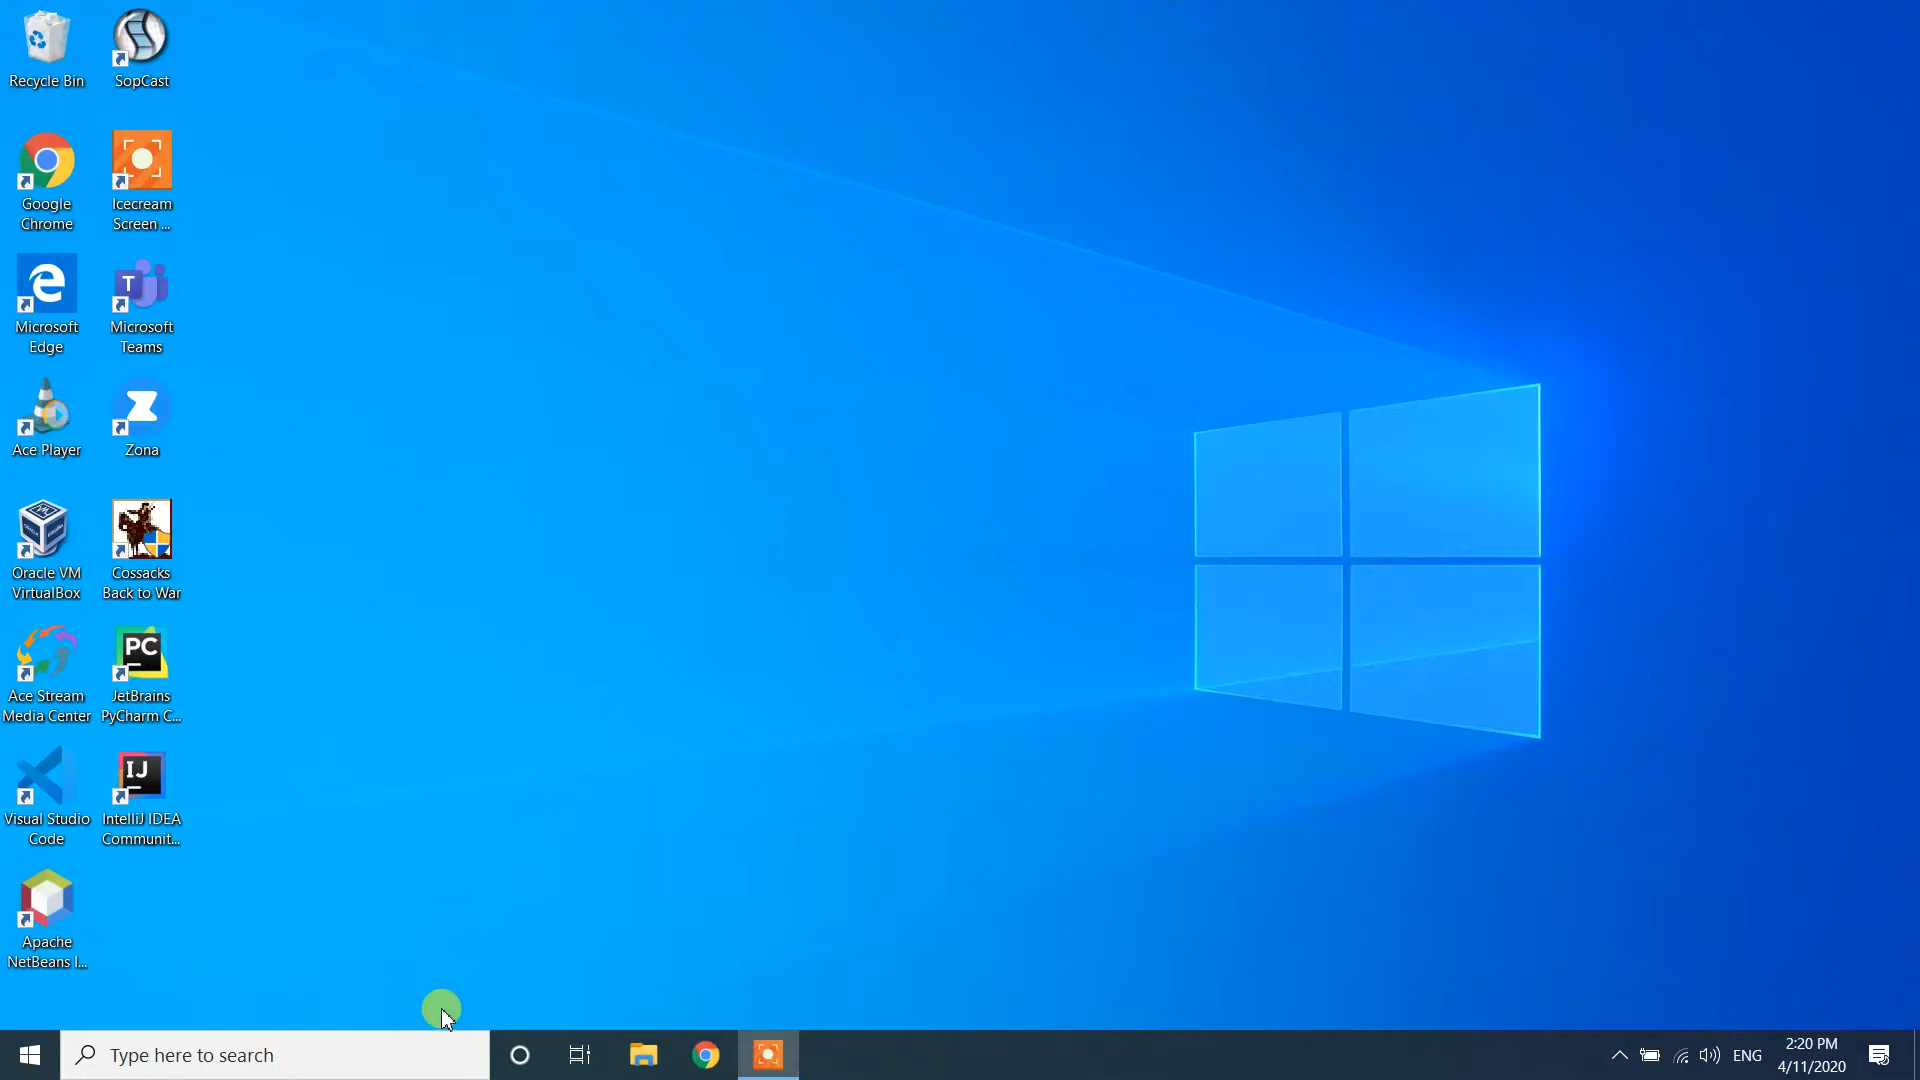 Recycle Bin
SopCast
Google
Chrome
Icecream
Screen ...
Microsoft
Edge
T
Microsoft
Teams
Ace Player
Zona
Oracle VM
VirtualBox
Cossacks
Back to War
Ace Stream
Media Center
PC
JetBrains
PyCharm C...
Visual Studio
Code
IJ
IntelliJ IDEA
Communit...
Apache
NetBeans I...
Type here to search
ENG
2:20 PM
4/11/2020